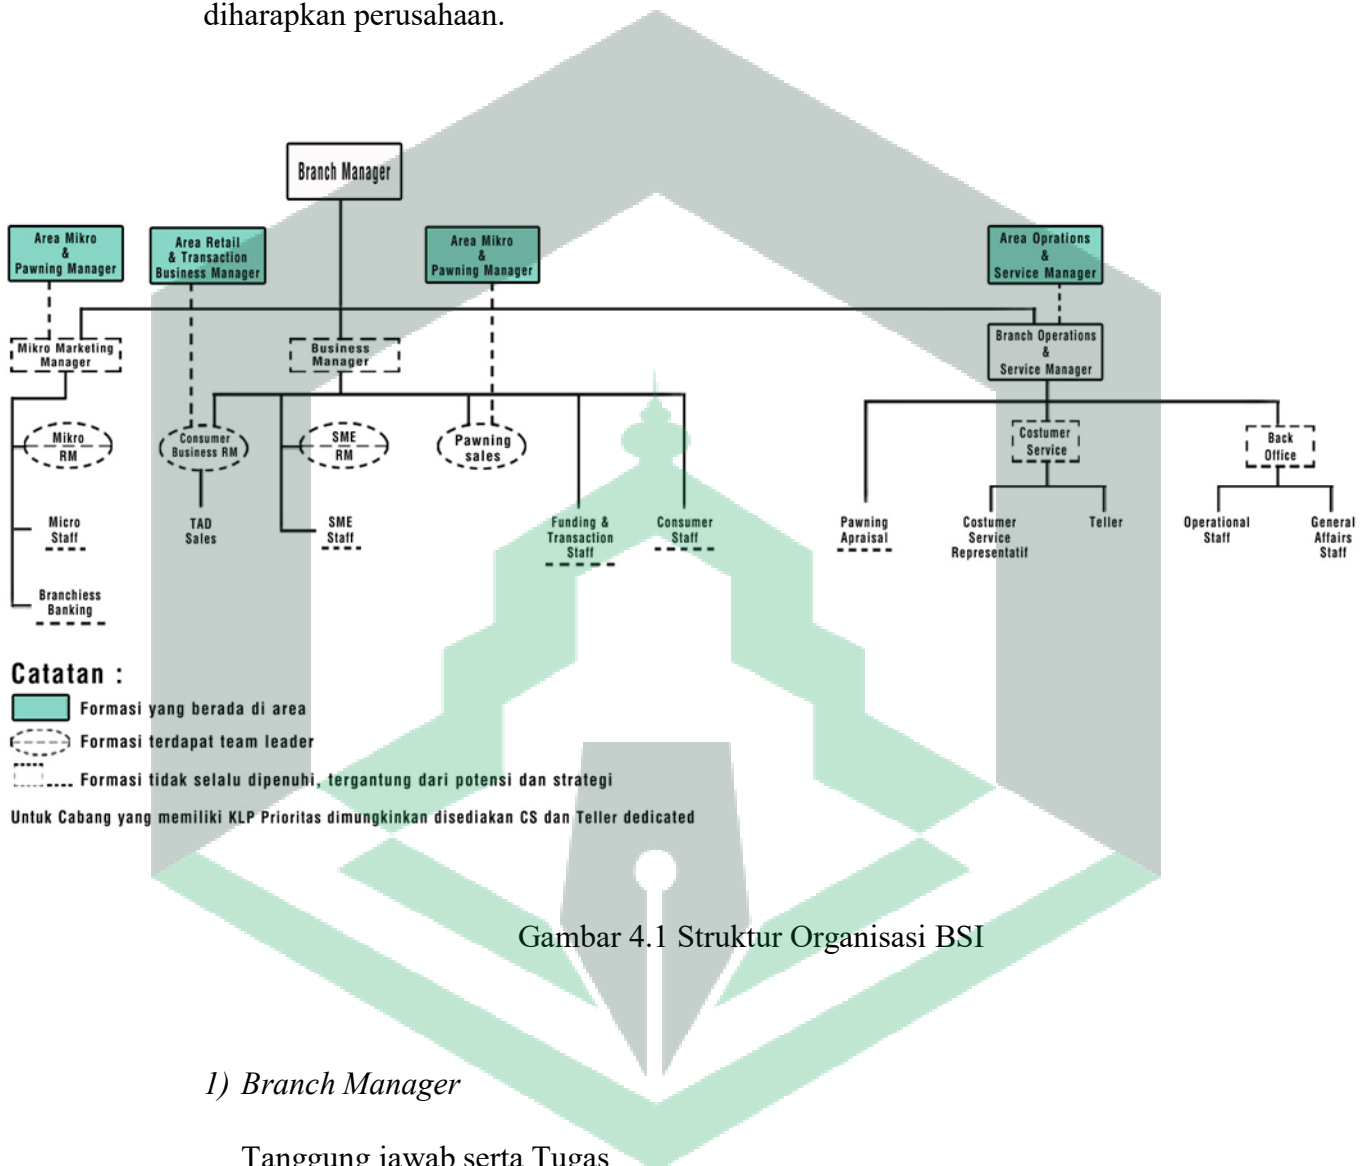 diharapkan perusahaan.
Branch Manager
Area Mikro
&
Pawning Manager
Area Retail
& Transaction
Business Manager
Area Mikro
&
Pawning Manager
Area Oprations
&
Service Manager
Mikro Marketing
Manager
Business
Manager
Branch Operations
&
Service Manager
Mikro
RM
Consumer
Business RM
SME
RM
Pawning
sales
Costumer
Service
Back
Office
Micro
Staff
TAD
Sales
SME
Staff
Funding &
Transaction
Staff
Consumer
Staff
Pawning
Apraisal
Costumer
Service
Representatif
Teller
Operational
Staff
General
Affairs
Staff
Branchiess
Banking
Catatan :
Formasi yang berada di area
Formasi terdapat team leader
Formasi tidak selalu dipenuhi, tergantung dari potensi dan strategi
Untuk Cabang yang memiliki KLP Prioritas dimungkinkan disediakan CS dan Teller dedicated
Gambar 4.1 Struktur Organisasi BSI
1) Branch Manager
Tanggung jawab serta Tugas